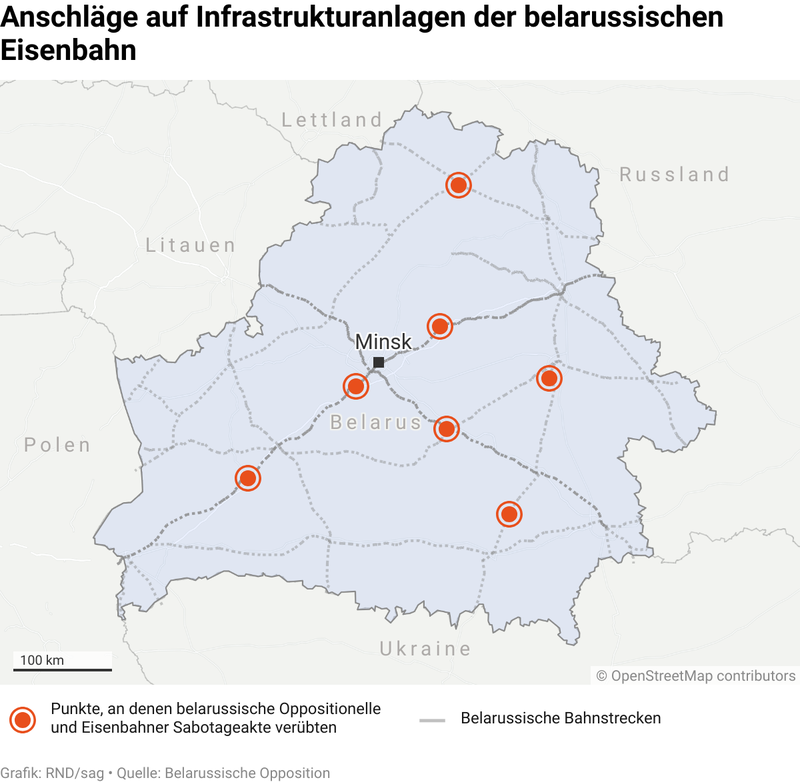 Anschläge auf Infrastrukturanlagen der belarussischen
Eisenbahn
Lettland
Russland
Litauen
Minsk
Belarus
Polen
Ukraine
100 km
© OpenStreetMap contributors
Punkte, an denen belarussische Oppositionelle
und Eisenbahner Sabotageakte verübten
Belarussische Bahnstrecken
Grafik: RND/sag • Quelle: Belarussische Opposition